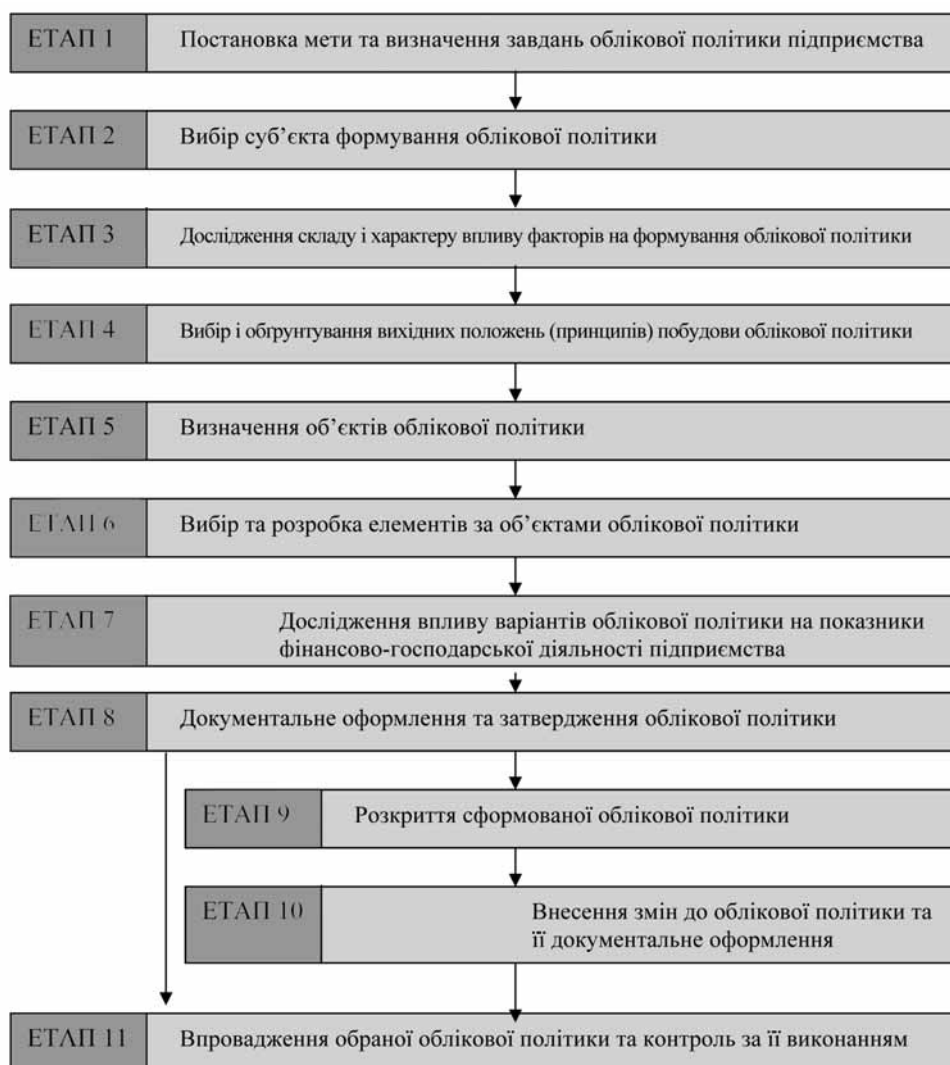 ЕТАП 1 Постановка мети та визначення завдань облікової політики підприємства
ЕТАП 2 Вибір суб’єкта формування облікової політики
ЕТАП 3 Дослідження складу і характеру впливу факторів на формування облікової політики
ЕТАП 4 Вибір і обґрунтування вихідних положень (принципів) побудови облікової політики
ЕТАП 5 Визначення об’єктів облікової політики
ЕТАП 6 Вибір та розробка елементів за об’єктами облікової політики
ЕТАП 7 Дослідження впливу варіантів облікової політики на показники
фінансово-господарської діяльності підприємства
ЕТАП 8 Документальне оформлення та затвердження облікової політики
ЕТАП 9 Розкриття сформованої облікової політики
ЕТАП 10 Внесення змін до облікової політики та
її документальне оформлення
ЕТАП 11 Впровадження обраної облікової політики та контроль за її виконанням